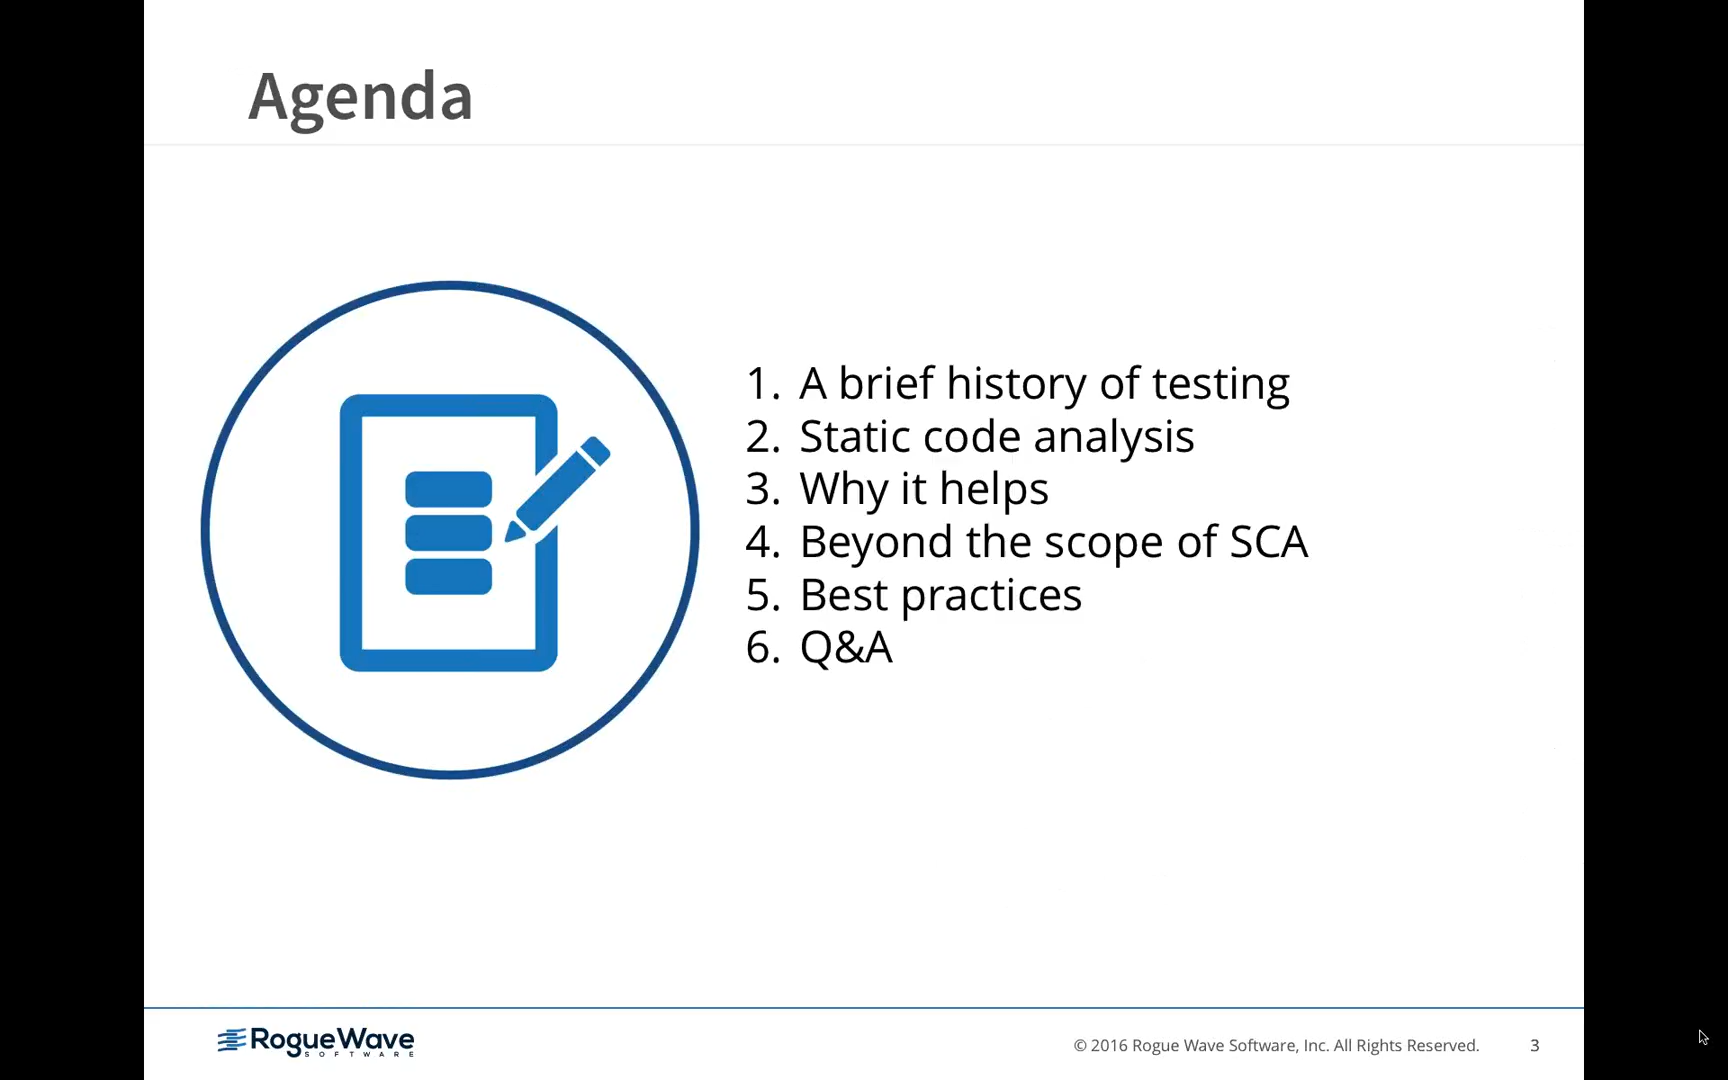 Agenda
1. A brief history of testing
2. Static code analysis
3. Why it helps
4. Beyond the scope of SCA
5. Best practices
6. Q&A
RogueWave
SOFTWARE
© 2016 Rogue Wave Software, Inc. All Rights Reserved. 3